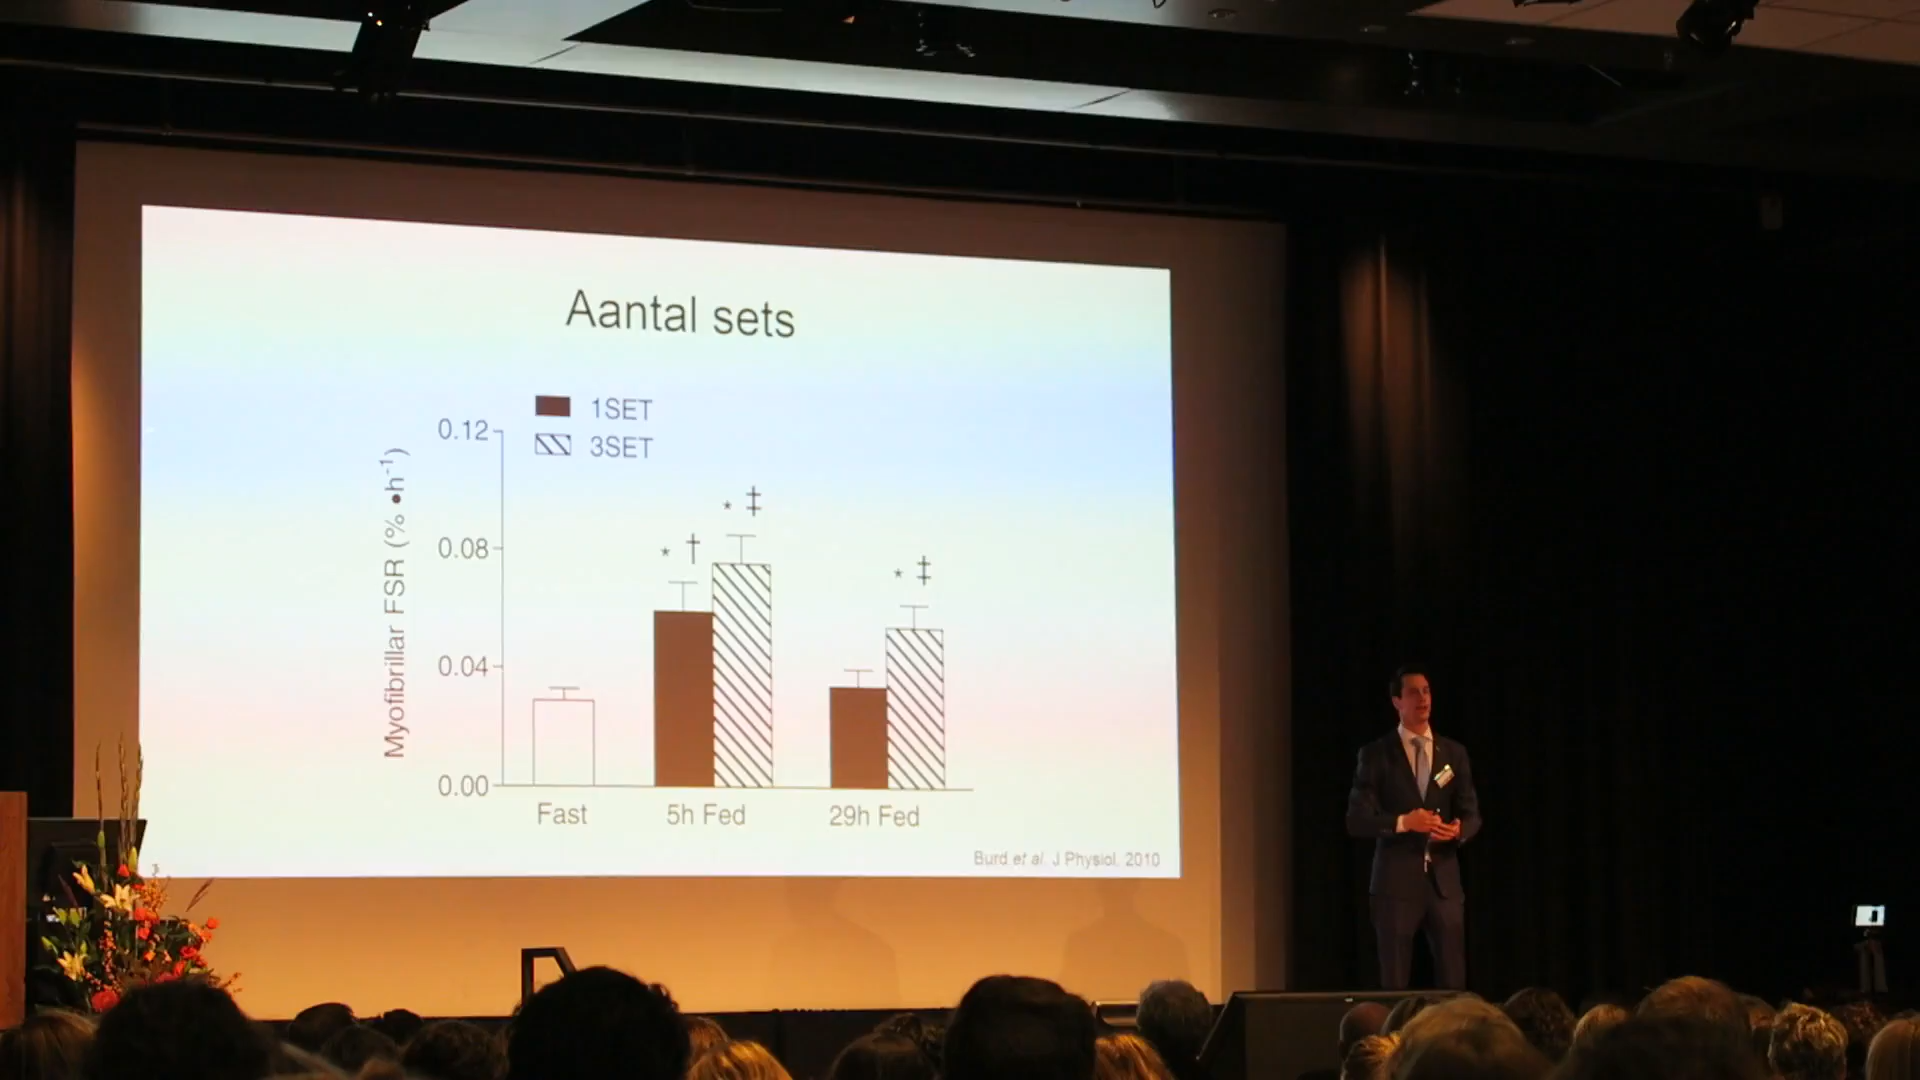 Aantal sets
1SET
3SET
Myofibrillar FSR (% •h⁻¹)
0.12
0.08
0.04
0.00
* †
* ‡
* ‡
Fast
5h Fed
29h Fed
Burd et al. J Physiol. 2010